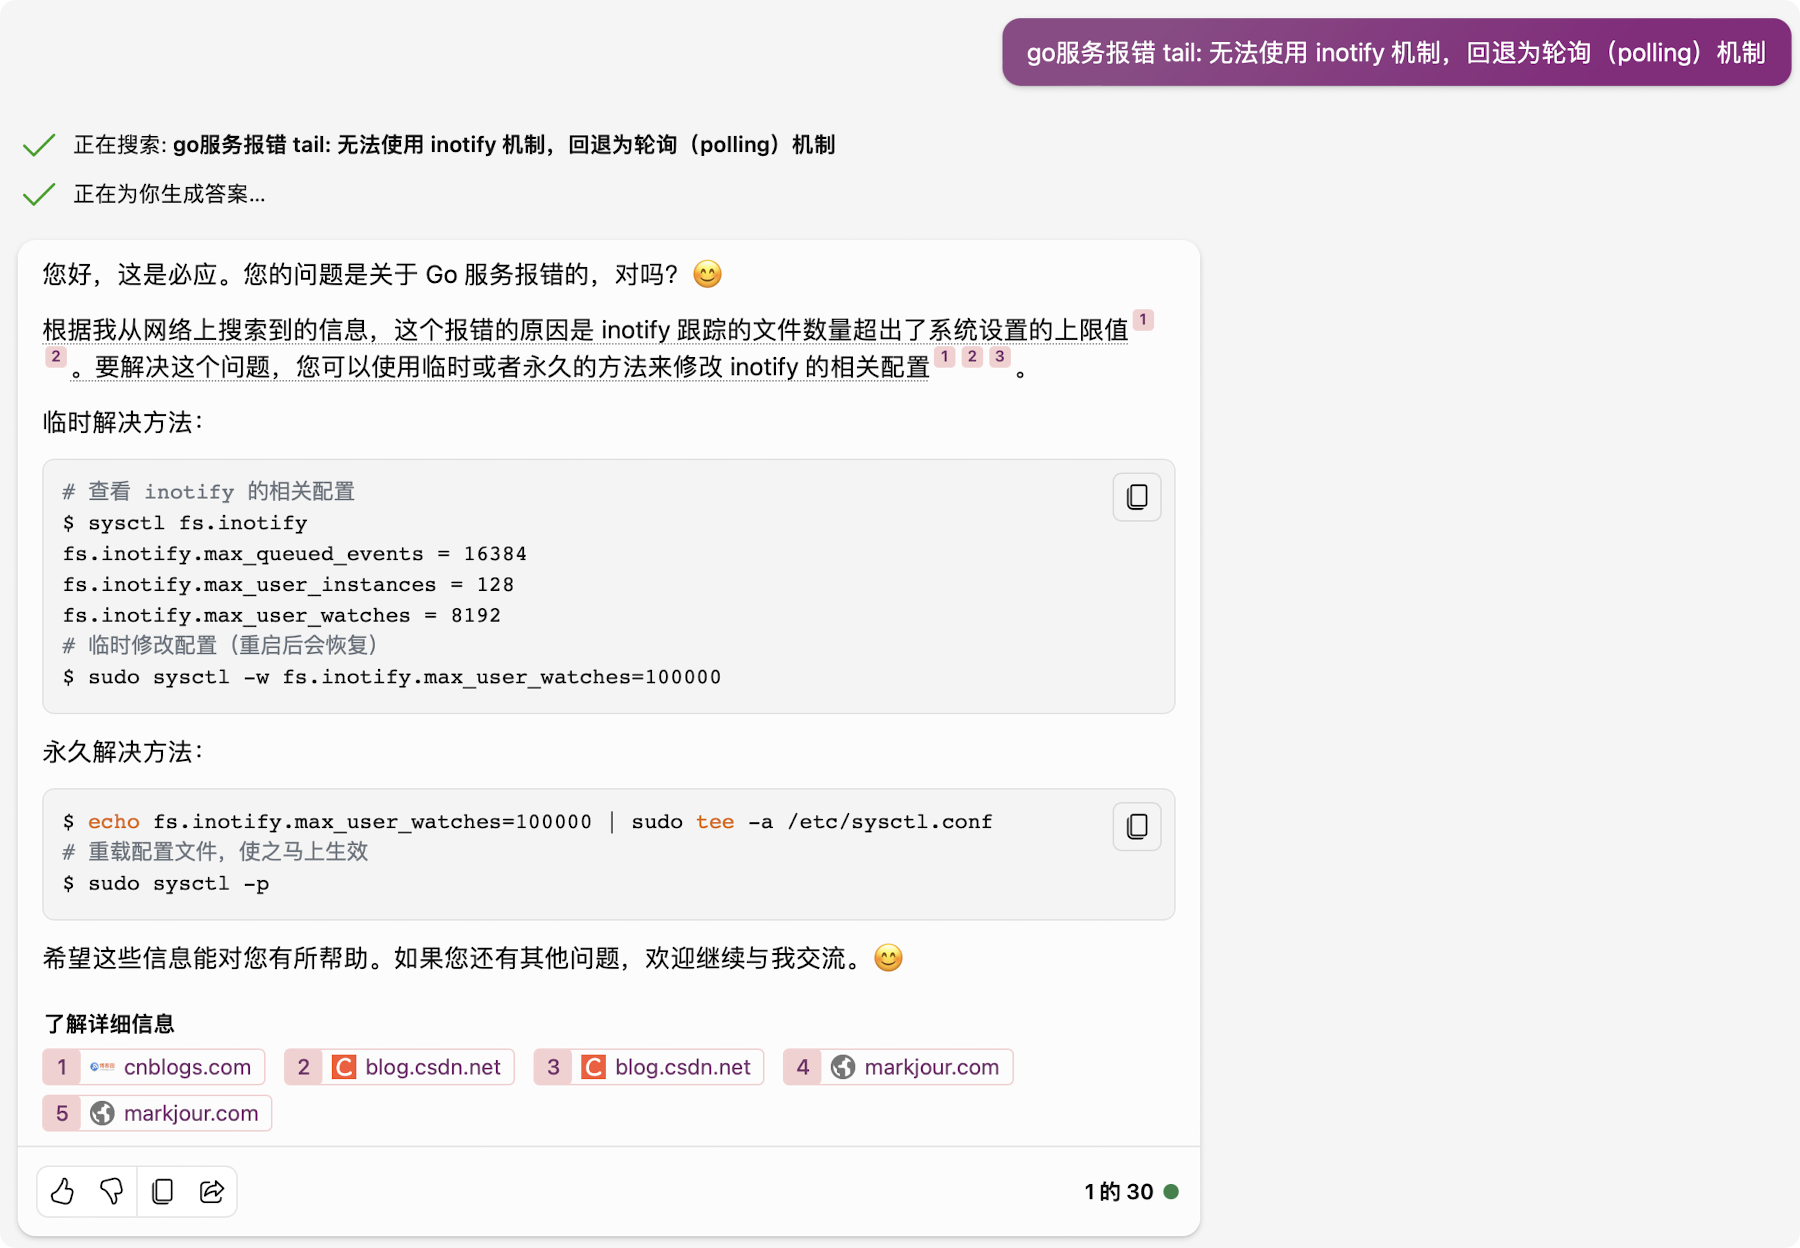 go服务报错 tail: 无法使用 inotify 机制，回退为轮询（polling）机制
正在搜索: go服务报错 tail: 无法使用 inotify 机制，回退为轮询（polling）机制
正在为你生成答案...
您好，这是必应。您的问题是关于 Go 服务报错的，对吗？😊
根据我从网络上搜索到的信息，这个报错的原因是 inotify 跟踪的文件数量超出了系统设置的上限值 1
2 。要解决这个问题，您可以使用临时或者永久的方法来修改 inotify 的相关配置 1 2 3 。
临时解决方法：
# 查看 inotify 的相关配置
$ sysctl fs.inotify
fs.inotify.max_queued_events = 16384
fs.inotify.max_user_instances = 128
fs.inotify.max_user_watches = 8192
# 临时修改配置（重启后会恢复）
$ sudo sysctl -w fs.inotify.max_user_watches=100000
永久解决方法：
$ echo fs.inotify.max_user_watches=100000 | sudo tee -a /etc/sysctl.conf
# 重载配置文件，使之马上生效
$ sudo sysctl -p
希望这些信息能对您有所帮助。如果您还有其他问题，欢迎继续与我交流。😊
了解详细信息
1 cnblogs.com 2 C blog.csdn.net 3 C blog.csdn.net 4 markjour.com
5 markjour.com
1 的 30